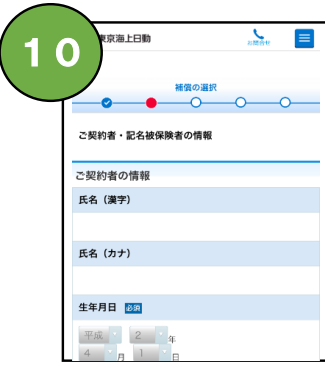 10
東京海上日動
お問合せ
補償の選択
ご契約者・記名被保険者の情報
ご契約者の情報
氏名（漢字）
氏名（カナ）
生年月日 必須
平成 2 年
4 月 1 日